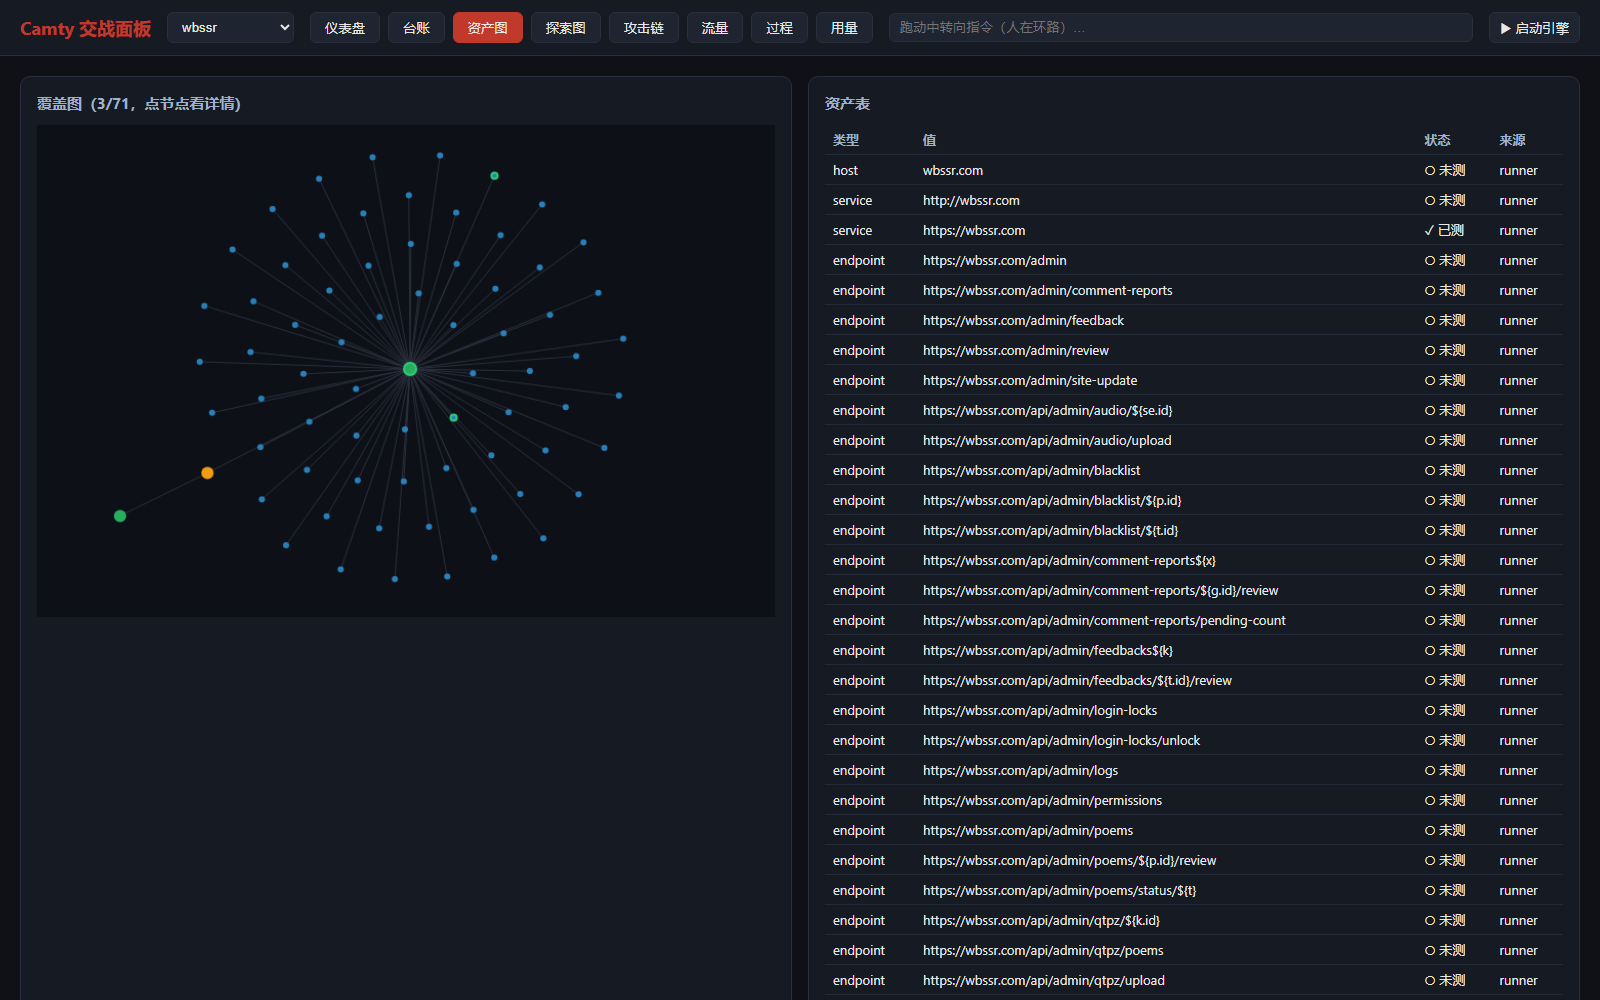 Camty 交战面板
wbssr
仪表盘
台账
资产图
探索图
攻击链
流量
过程
用量
跑动中转向指令（人在环路）…
▶ 启动引擎
覆盖图（3/71，点节点看详情）
资产表
类型 值 状态 来源
host wbssr.com ○ 未测 runner
service http://wbssr.com ○ 未测 runner
service https://wbssr.com ✓ 已测 runner
endpoint https://wbssr.com/admin ○ 未测 runner
endpoint https://wbssr.com/admin/comment-reports ○ 未测 runner
endpoint https://wbssr.com/admin/feedback ○ 未测 runner
endpoint https://wbssr.com/admin/review ○ 未测 runner
endpoint https://wbssr.com/admin/site-update ○ 未测 runner
endpoint https://wbssr.com/api/admin/audio/${se.id} ○ 未测 runner
endpoint https://wbssr.com/api/admin/audio/upload ○ 未测 runner
endpoint https://wbssr.com/api/admin/blacklist ○ 未测 runner
endpoint https://wbssr.com/api/admin/blacklist/${p.id} ○ 未测 runner
endpoint https://wbssr.com/api/admin/blacklist/${t.id} ○ 未测 runner
endpoint https://wbssr.com/api/admin/comment-reports${x} ○ 未测 runner
endpoint https://wbssr.com/api/admin/comment-reports/${g.id}/review ○ 未测 runner
endpoint https://wbssr.com/api/admin/comment-reports/pending-count ○ 未测 runner
endpoint https://wbssr.com/api/admin/feedbacks${k} ○ 未测 runner
endpoint https://wbssr.com/api/admin/feedbacks/${t.id}/review ○ 未测 runner
endpoint https://wbssr.com/api/admin/login-locks ○ 未测 runner
endpoint https://wbssr.com/api/admin/login-locks/unlock ○ 未测 runner
endpoint https://wbssr.com/api/admin/logs ○ 未测 runner
endpoint https://wbssr.com/api/admin/permissions ○ 未测 runner
endpoint https://wbssr.com/api/admin/poems ○ 未测 runner
endpoint https://wbssr.com/api/admin/poems/${p.id}/review ○ 未测 runner
endpoint https://wbssr.com/api/admin/poems/status/${t} ○ 未测 runner
endpoint https://wbssr.com/api/admin/qtpz/${k.id} ○ 未测 runner
endpoint https://wbssr.com/api/admin/qtpz/poems ○ 未测 runner
endpoint https://wbssr.com/api/admin/qtpz/upload ○ 未测 runner